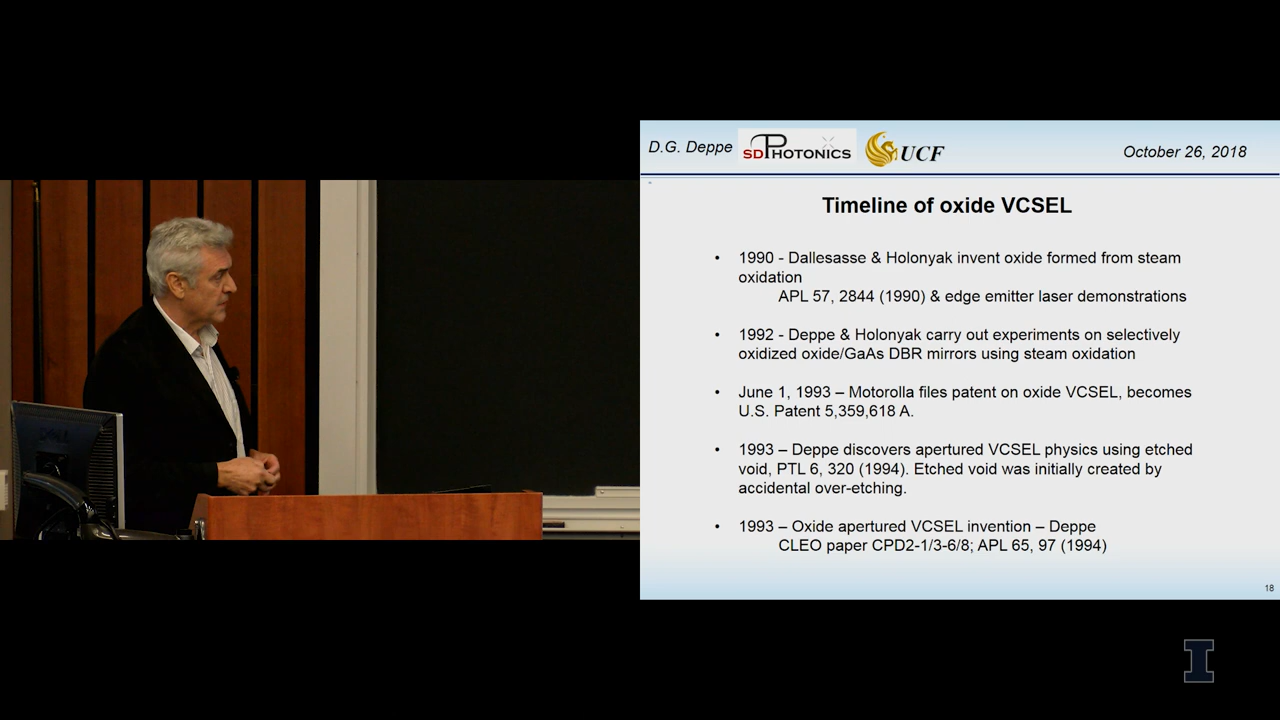 D.G. Deppe
SDPHOTONICS
UCF
October 26, 2018
Timeline of oxide VCSEL
• 1990 - Dallesasse & Holonyak invent oxide formed from steam
oxidation
APL 57, 2844 (1990) & edge emitter laser demonstrations
• 1992 - Deppe & Holonyak carry out experiments on selectively
oxidized oxide/GaAs DBR mirrors using steam oxidation
• June 1, 1993 – Motorolla files patent on oxide VCSEL, becomes
U.S. Patent 5,359,618 A.
• 1993 – Deppe discovers apertured VCSEL physics using etched
void, PTL 6, 320 (1994). Etched void was initially created by
accidental over-etching.
• 1993 – Oxide apertured VCSEL invention – Deppe
CLEO paper CPD2-1/3-6/8; APL 65, 97 (1994)
18
DELL
I